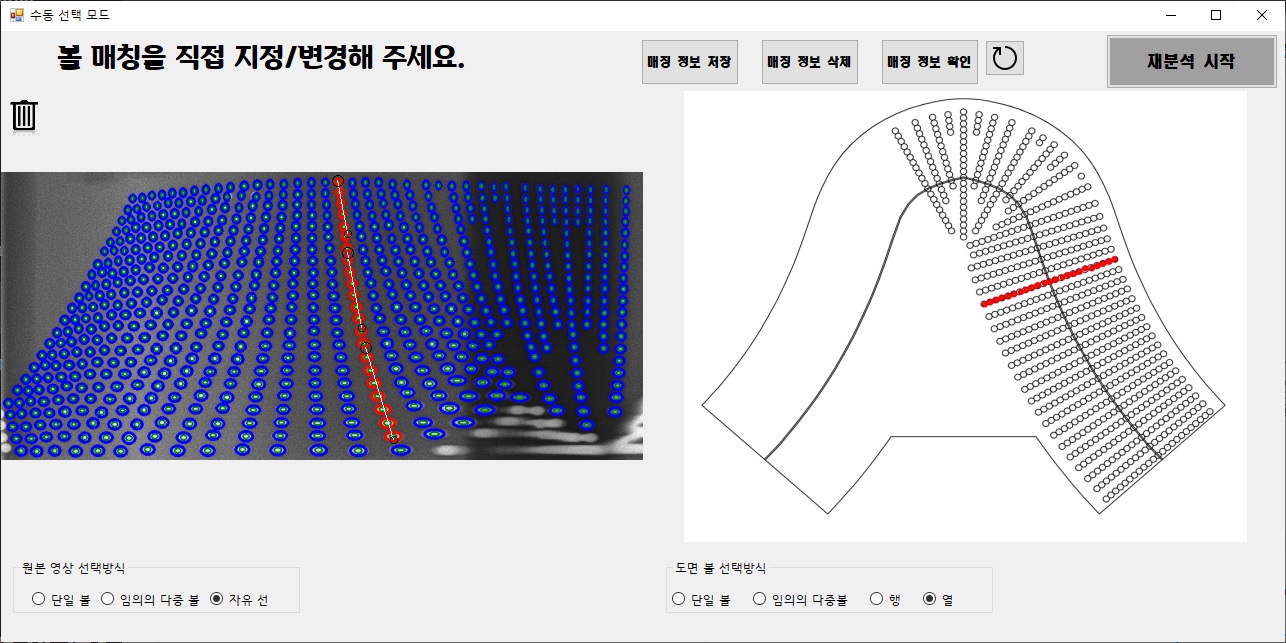 수동 선택 모드
볼 매칭을 직접 지정/변경해 주세요.
매칭 정보 저장
매칭 정보 삭제
매칭 정보 확인
재분석 시작
원본 영상 선택방식
단일 볼
임의의 다중 볼
자유 선
도면 볼 선택방식
단일 볼
임의의 다중볼
행
열